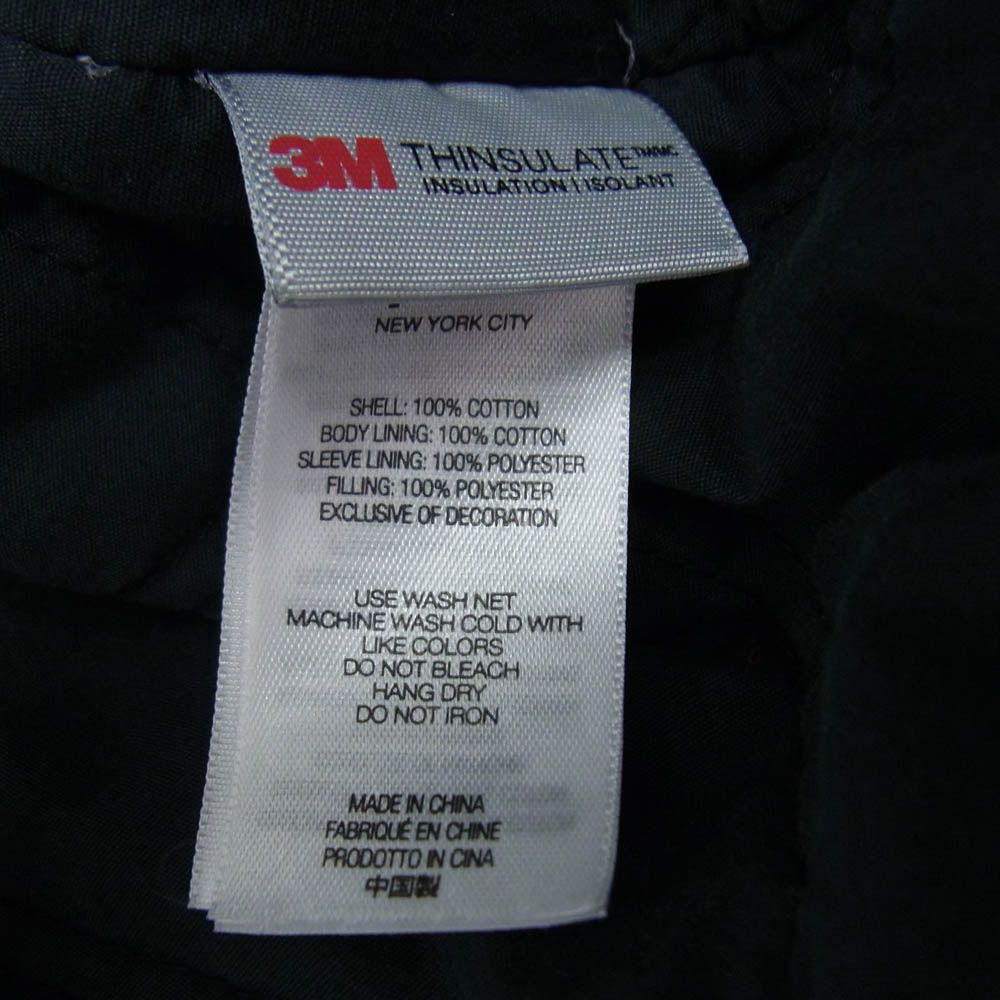 3M THINSULATE™MC
INSULATION | ISOLANT
NEW YORK CITY
SHELL: 100% COTTON
BODY LINING: 100% COTTON
SLEEVE LINING: 100% POLYESTER
FILLING: 100% POLYESTER
EXCLUSIVE OF DECORATION
USE WASH NET
MACHINE WASH COLD WITH
LIKE COLORS
DO NOT BLEACH
HANG DRY
DO NOT IRON
MADE IN CHINA
FABRIQUÉ EN CHINE
PRODOTTO IN CINA
中国製